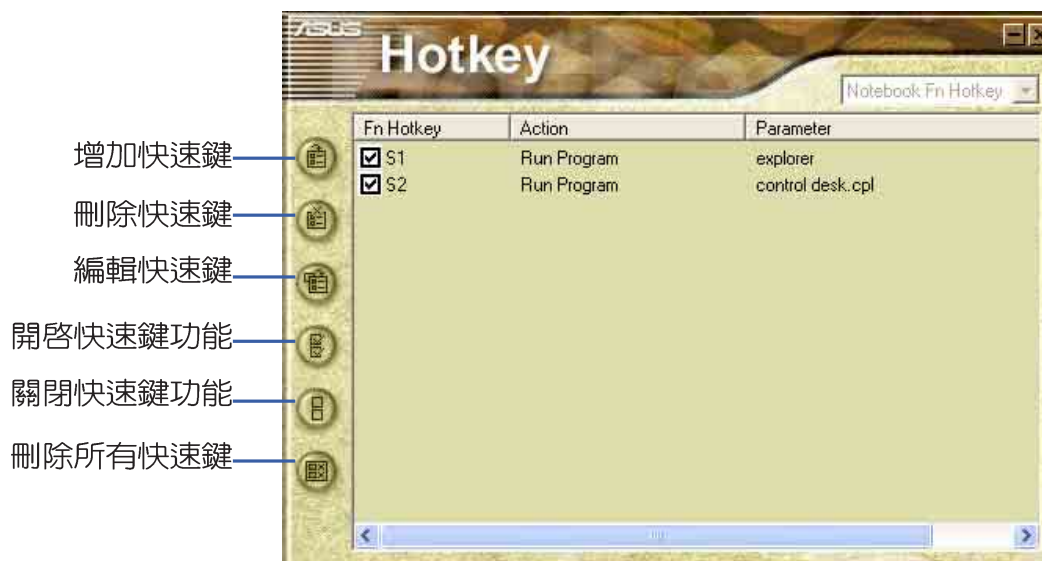 ASUS
Hotkey
Notebook Fn Hotkey
Fn Hotkey Action Parameter
S1 Run Program explorer
S2 Run Program control desk.cpl
增加快速鍵
刪除快速鍵
編輯快速鍵
開啓快速鍵功能
關閉快速鍵功能
刪除所有快速鍵